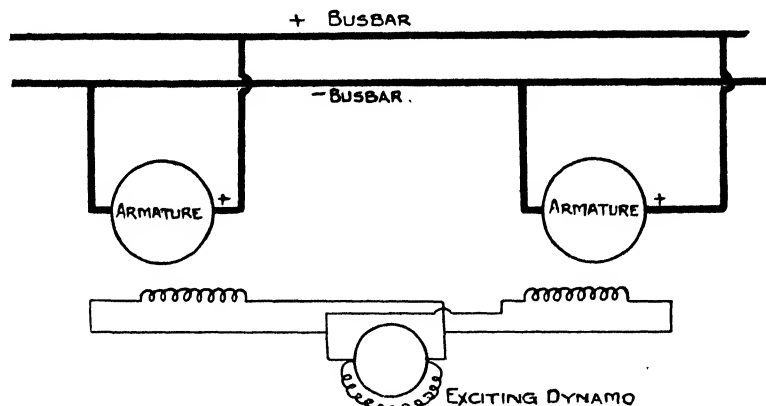 + BUSBAR
- BUSBAR.
ARMATURE +
ARMATURE +
EXCITING DYNAMO